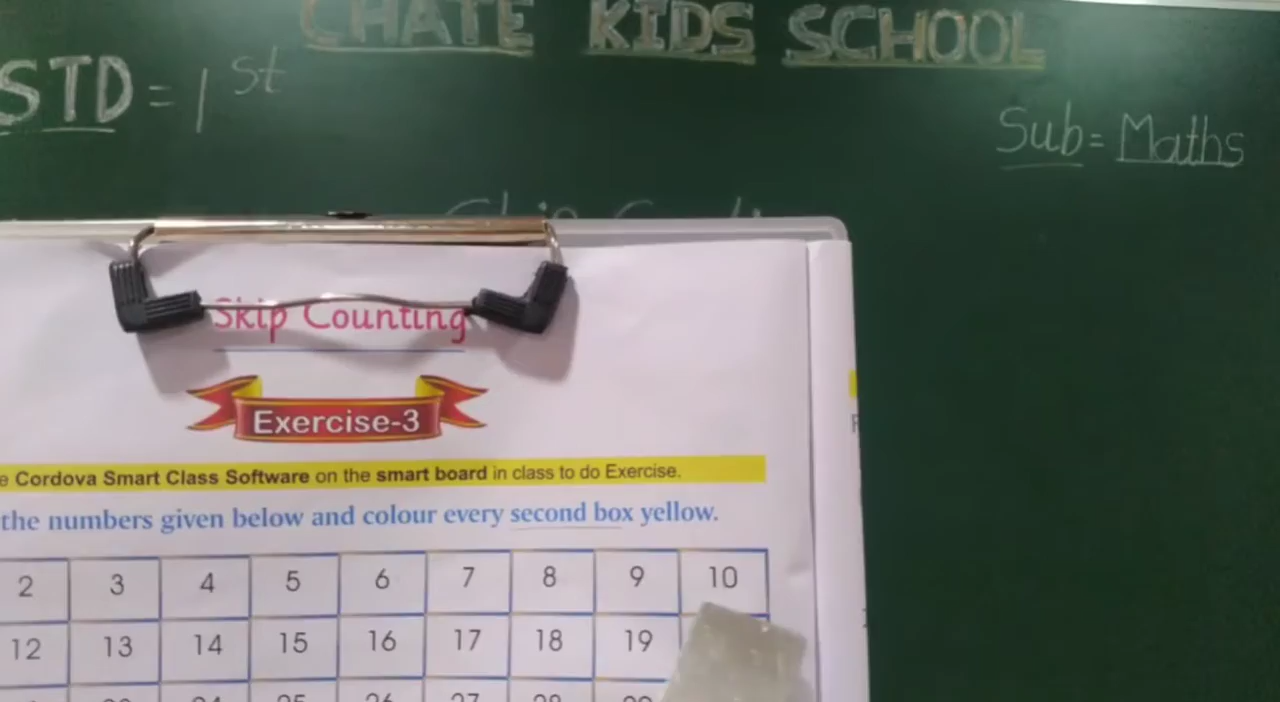 CHATE KIDS SCHOOL
STD = 1st
Sub = Maths
Skip Counting
Exercise-3
Cordova Smart Class Software on the smart board in class to do Exercise.
the numbers given below and colour every second box yellow.
2 3 4 5 6 7 8 9 10
12 13 14 15 16 17 18 19